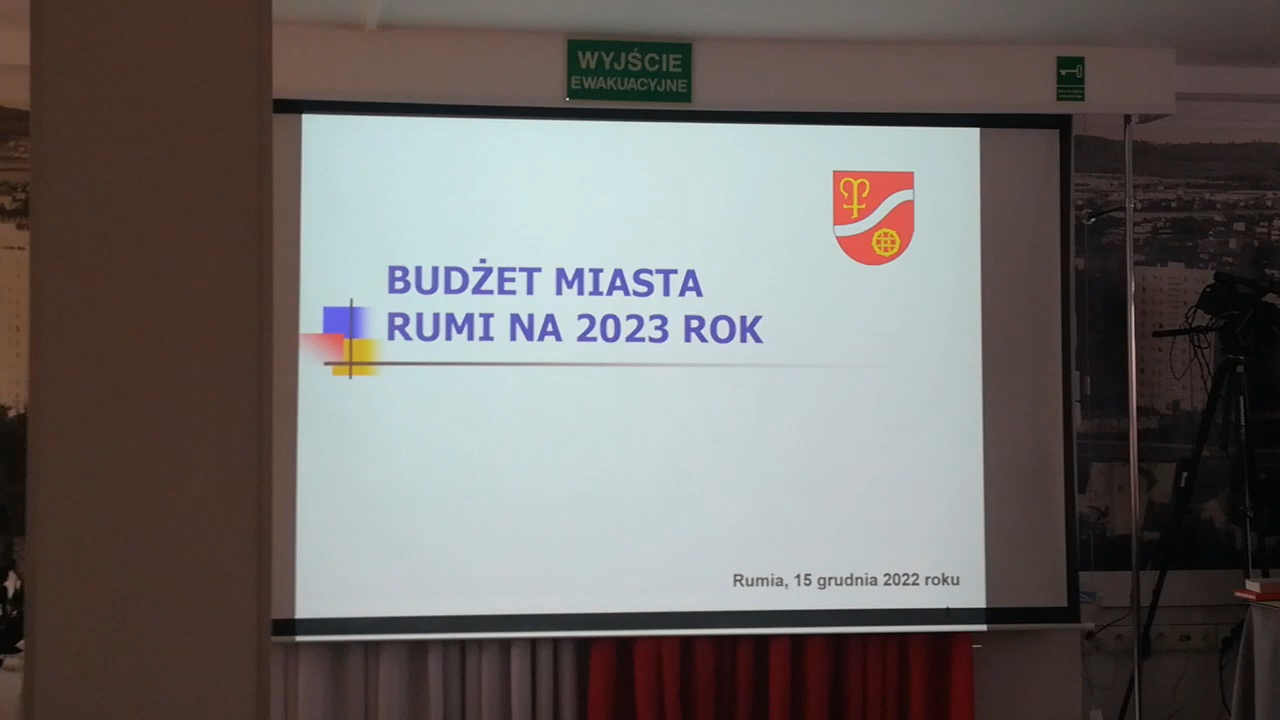 WYJŚCIE
EWAKUACYJNE
BUDŻET MIASTA
RUMI NA 2023 ROK
Rumia, 15 grudnia 2022 roku